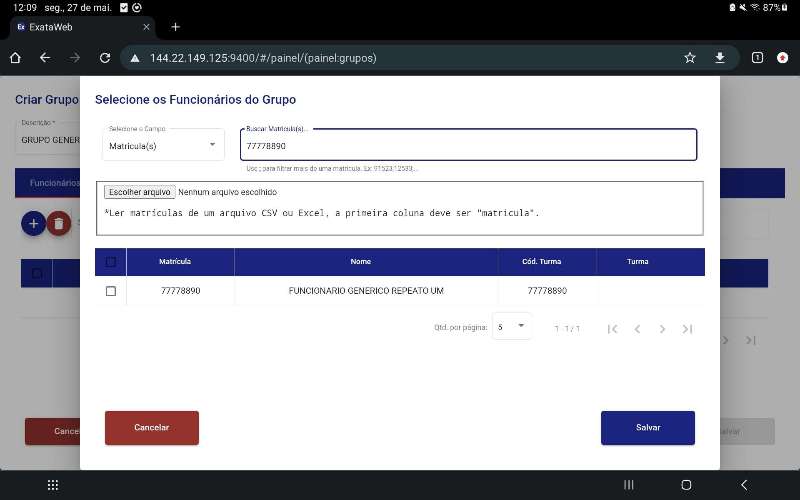 12:09 seg., 27 de mai. 87%
Ex ExataWeb
144.22.149.125:9400/#/painel/(painel:grupos) 1
Criar Grupo
Descrição *
GRUPO GENER
Funcionários
Selecione os Funcionários do Grupo
Selecione o Campo
Matricula(s)
Buscar Matricula(s)...
77778890
Use ; para filtrar mais de uma matrícula. Ex: 91523;12533;...
Escolher arquivo Nenhum arquivo escolhido
*Ler matrículas de um arquivo CSV ou Excel, a primeira coluna deve ser "matricula".
Matrícula Nome Cód. Turma Turma
77778890 FUNCIONARIO GENERICO REPEATO UM 77778890
Qtd. por página: 5 1 - 1 / 1
Cancelar Salvar
Cance alvar